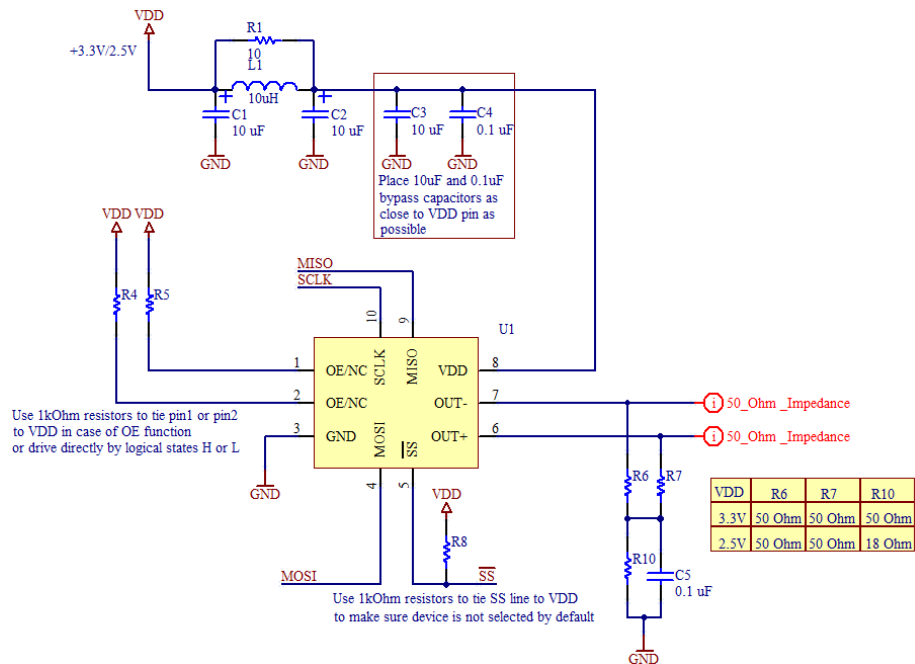 VDD
+3.3V/2.5V
R1
10
L1
10uH
C1
10 uF
C2
10 uF
C3
10 uF
C4
0.1 uF
GND
GND
GND
GND
Place 10uF and 0.1uF
bypass capacitors as
close to VDD pin as
possible
VDD
VDD
R4
R5
MISO
SCLK
10
9
U1
1
OE/NC
SCLK
MISO
VDD
8
2
OE/NC
OUT-
7
3
GND
MOSI
SS
OUT+
6
4
5
50_Ohm _Impedance
50_Ohm _Impedance
Use 1kOhm resistors to tie pin1 or pin2
to VDD in case of OE function
or drive directly by logical states H or L
GND
VDD
R8
MOSI
SS
Use 1kOhm resistors to tie SS line to VDD
to make sure device is not selected by default
R6
R7
R10
C5
0.1 uF
GND
VDD R6 R7 R10
3.3V 50 Ohm 50 Ohm 50 Ohm
2.5V 50 Ohm 50 Ohm 18 Ohm